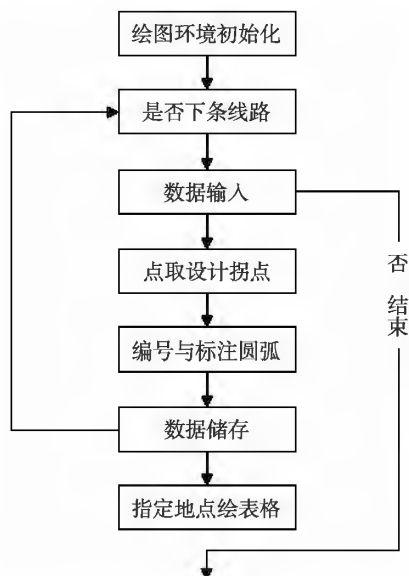 绘图环境初始化
是否下条线路
数据输入
点取设计拐点
否 结束
编号与标注圆弧
数据储存
指定地点绘表格